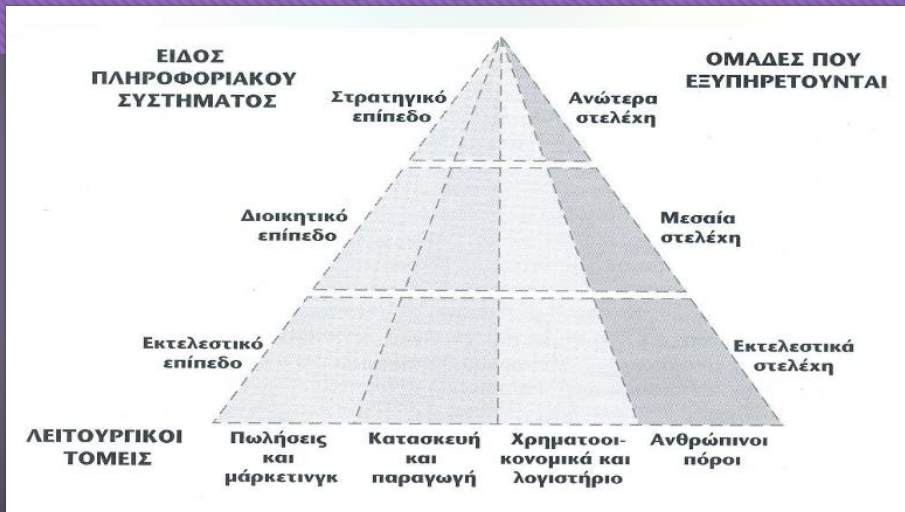 ΕΙΔΟΣ
ΠΛΗΡΟΦΟΡΙΑΚΟΥ
ΣΥΣΤΗΜΑΤΟΣ
ΟΜΑΔΕΣ ΠΟΥ
ΕΞΥΠΗΡΕΤΟΥΝΤΑΙ
Στρατηγικό
επίπεδο
Ανώτερα
στελέχη
Διοικητικό
επίπεδο
Μεσαία
στελέχη
Εκτελεστικό
επίπεδο
Εκτελεστικά
στελέχη
ΛΕΙΤΟΥΡΓΙΚΟΙ
ΤΟΜΕΙΣ
Πωλήσεις
και
μάρκετινγκ
Κατασκευή
και
παραγωγή
Χρηματοοι-
κονομικά και
λογιστήριο
Ανθρώπινοι
πόροι